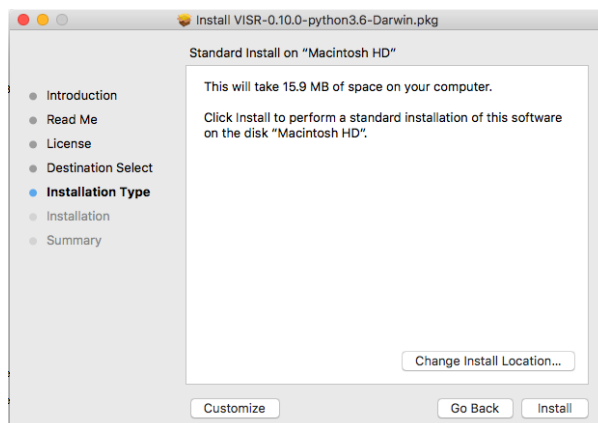 Install VISR-0.10.0-python3.6-Darwin.pkg
Standard Install on “Macintosh HD”
Introduction
Read Me
License
Destination Select
Installation Type
Installation
Summary
This will take 15.9 MB of space on your computer.
Click Install to perform a standard installation of this software
on the disk “Macintosh HD”.
Change Install Location...
Customize
Go Back
Install